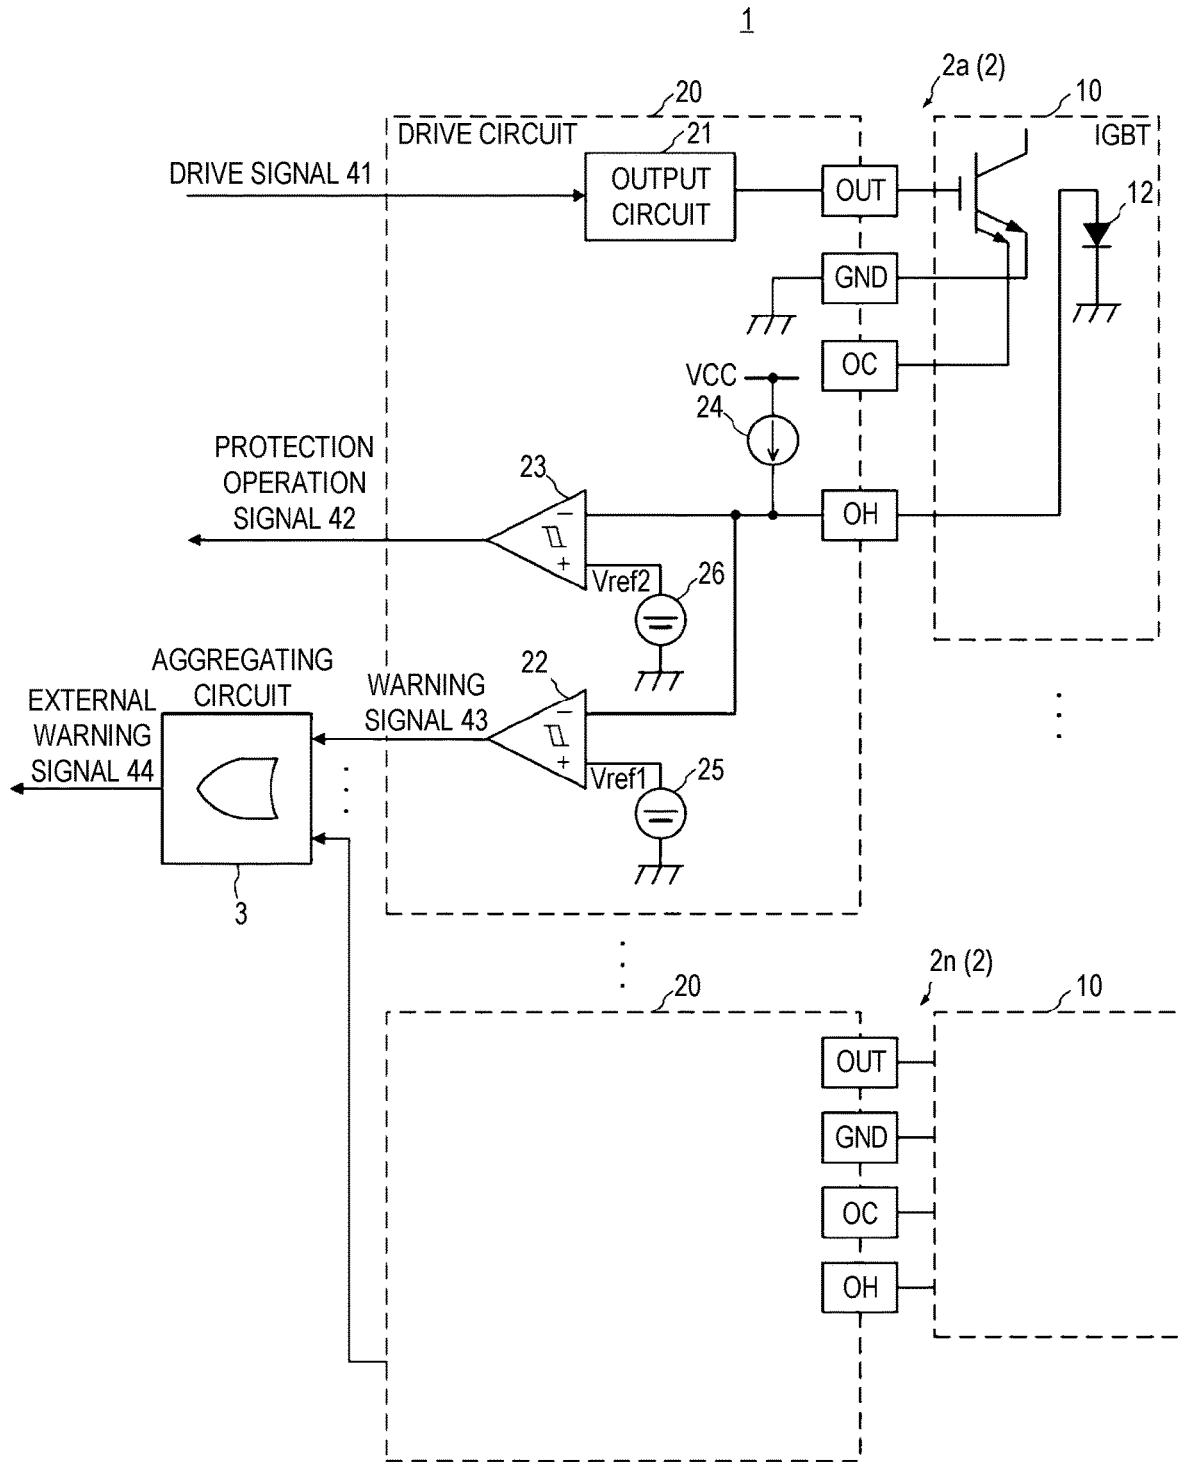 1
2a (2)
20
10
DRIVE CIRCUIT
21
IGBT
DRIVE SIGNAL 41
OUTPUT
CIRCUIT
OUT
12
GND
OC
VCC
24
PROTECTION
OPERATION
SIGNAL 42
23
−
+
OH
Vref2
26
AGGREGATING
CIRCUIT
EXTERNAL
WARNING
SIGNAL 44
WARNING
SIGNAL 43
22
−
+
Vref1
25
3
2n (2)
20
10
OUT
GND
OC
OH